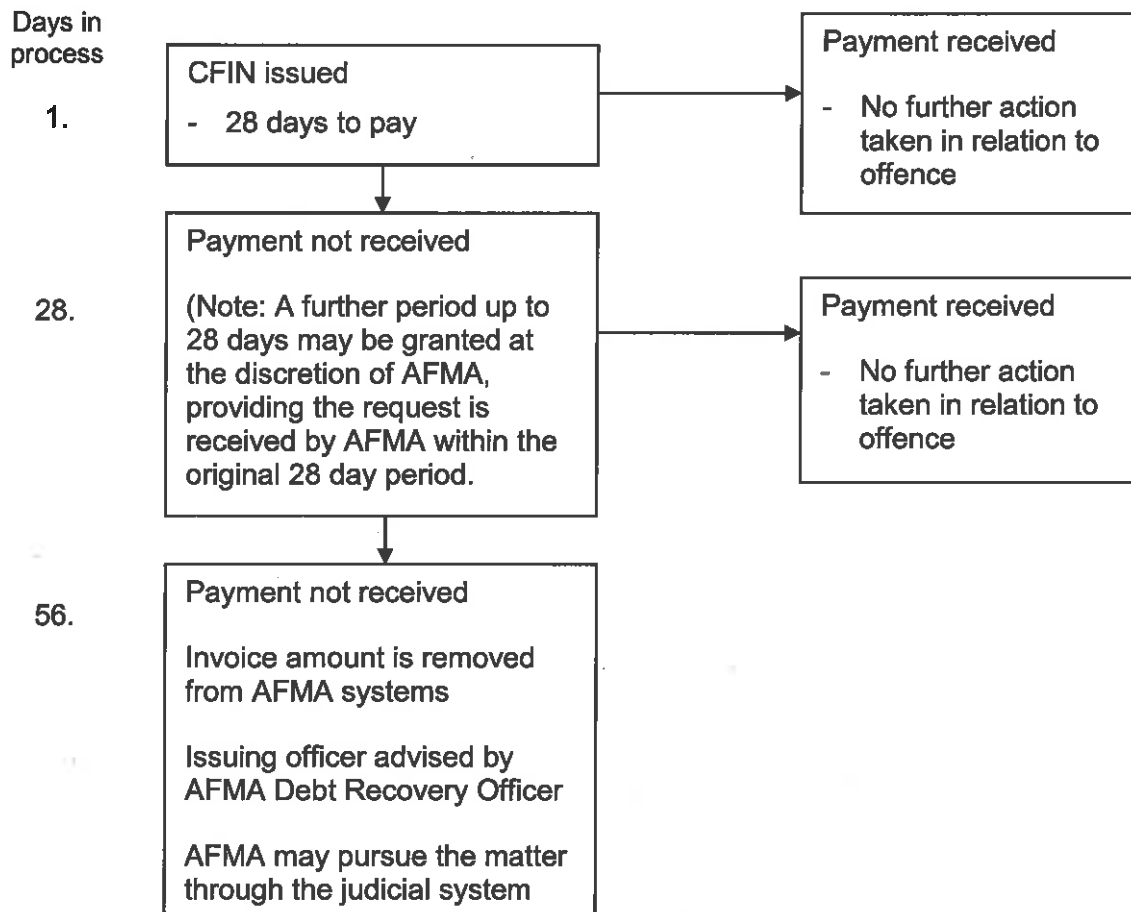 Days in
process
1.
CFIN issued
- 28 days to pay
Payment received
- No further action
taken in relation to
offence
28.
Payment not received
(Note: A further period up to
28 days may be granted at
the discretion of AFMA,
providing the request is
received by AFMA within the
original 28 day period.
Payment received
- No further action
taken in relation to
offence
56.
Payment not received
Invoice amount is removed
from AFMA systems
Issuing officer advised by
AFMA Debt Recovery Officer
AFMA may pursue the matter
through the judicial system